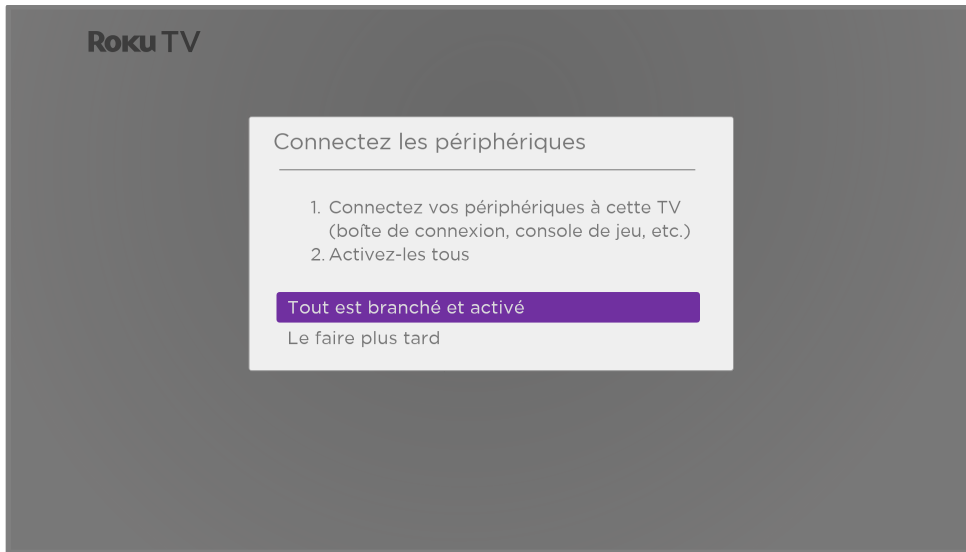 Roku TV
Connectez les périphériques
1. Connectez vos périphériques à cette TV
(boîte de connexion, console de jeu, etc.)
2. Activez-les tous
Tout est branché et activé
Le faire plus tard